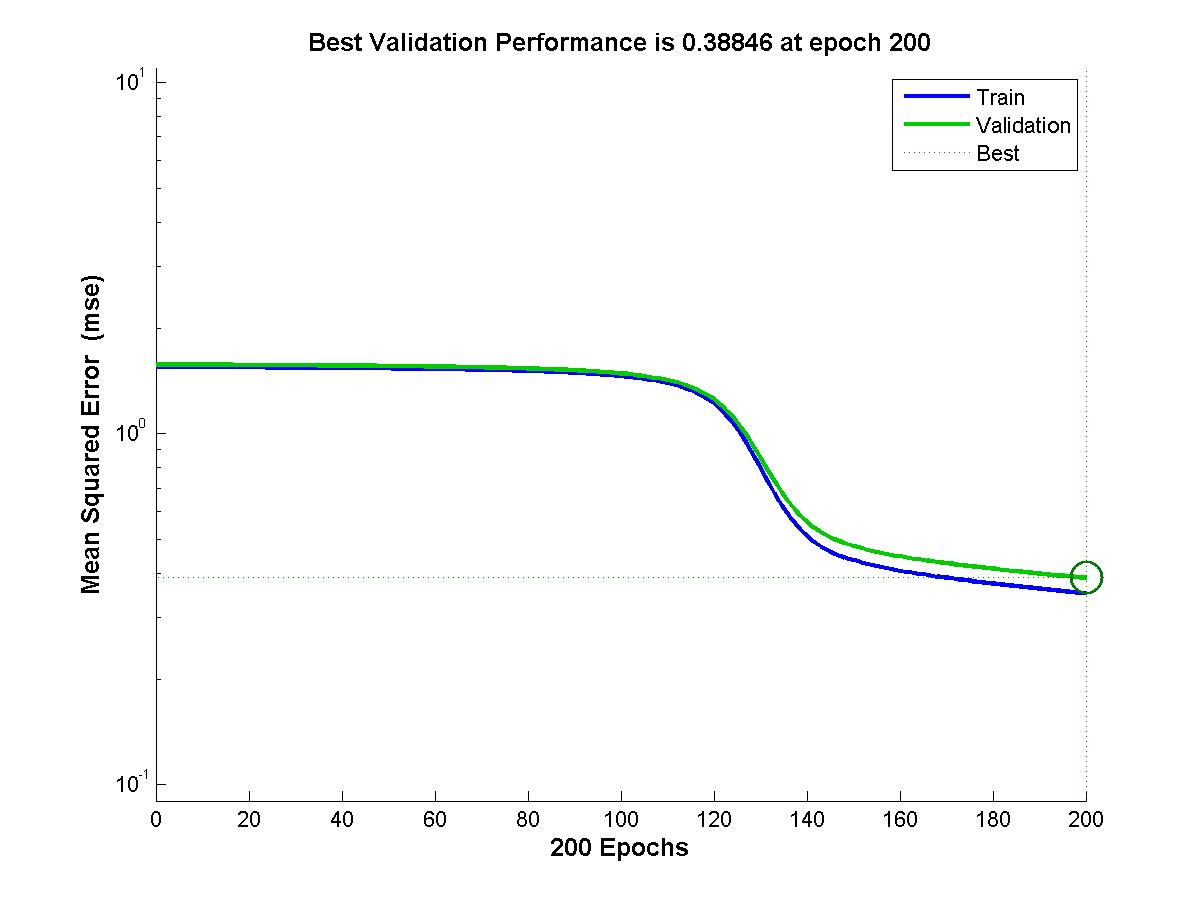 Best Validation Performance is 0.38846 at epoch 200
Train
Validation
Best
Mean Squared Error (mse)
10^1
10^0
10^-1
0 20 40 60 80 100 120 140 160 180 200
200 Epochs